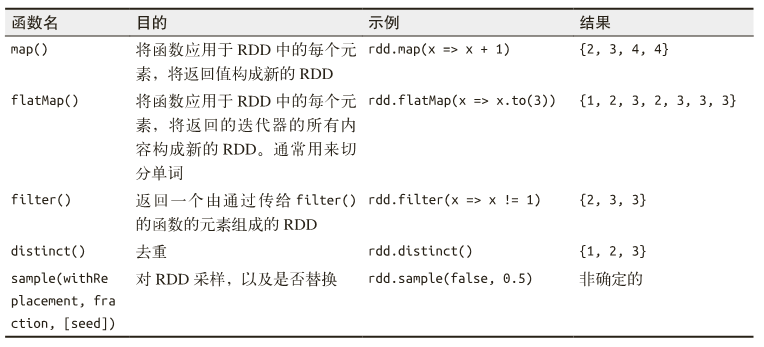 函数名 目的 示例 结果
map() 将函数应用于 RDD 中的每个元 rdd.map(x => x + 1) {2, 3, 4, 4}
素，将返回值构成新的 RDD
flatMap() 将函数应用于 RDD 中的每个元 rdd.flatMap(x => x.to(3)) {1, 2, 3, 2, 3, 3, 3}
素，将返回的迭代器的所有内
容构成新的 RDD。通常用来切
分单词
filter() 返回一个由通过传给 filter() rdd.filter(x => x != 1) {2, 3, 3}
的函数的元素组成的 RDD
distinct() 去重 rdd.distinct() {1, 2, 3}
sample(withRe 对 RDD 采样，以及是否替换 rdd.sample(false, 0.5) 非确定的
placement, fra
ction, [seed])